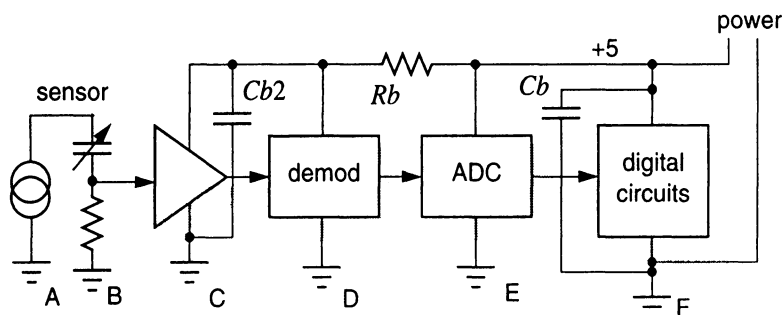 power
+5
sensor
Cb2
Rb
Cb
demod
ADC
digital
circuits
A
B
C
D
E
F